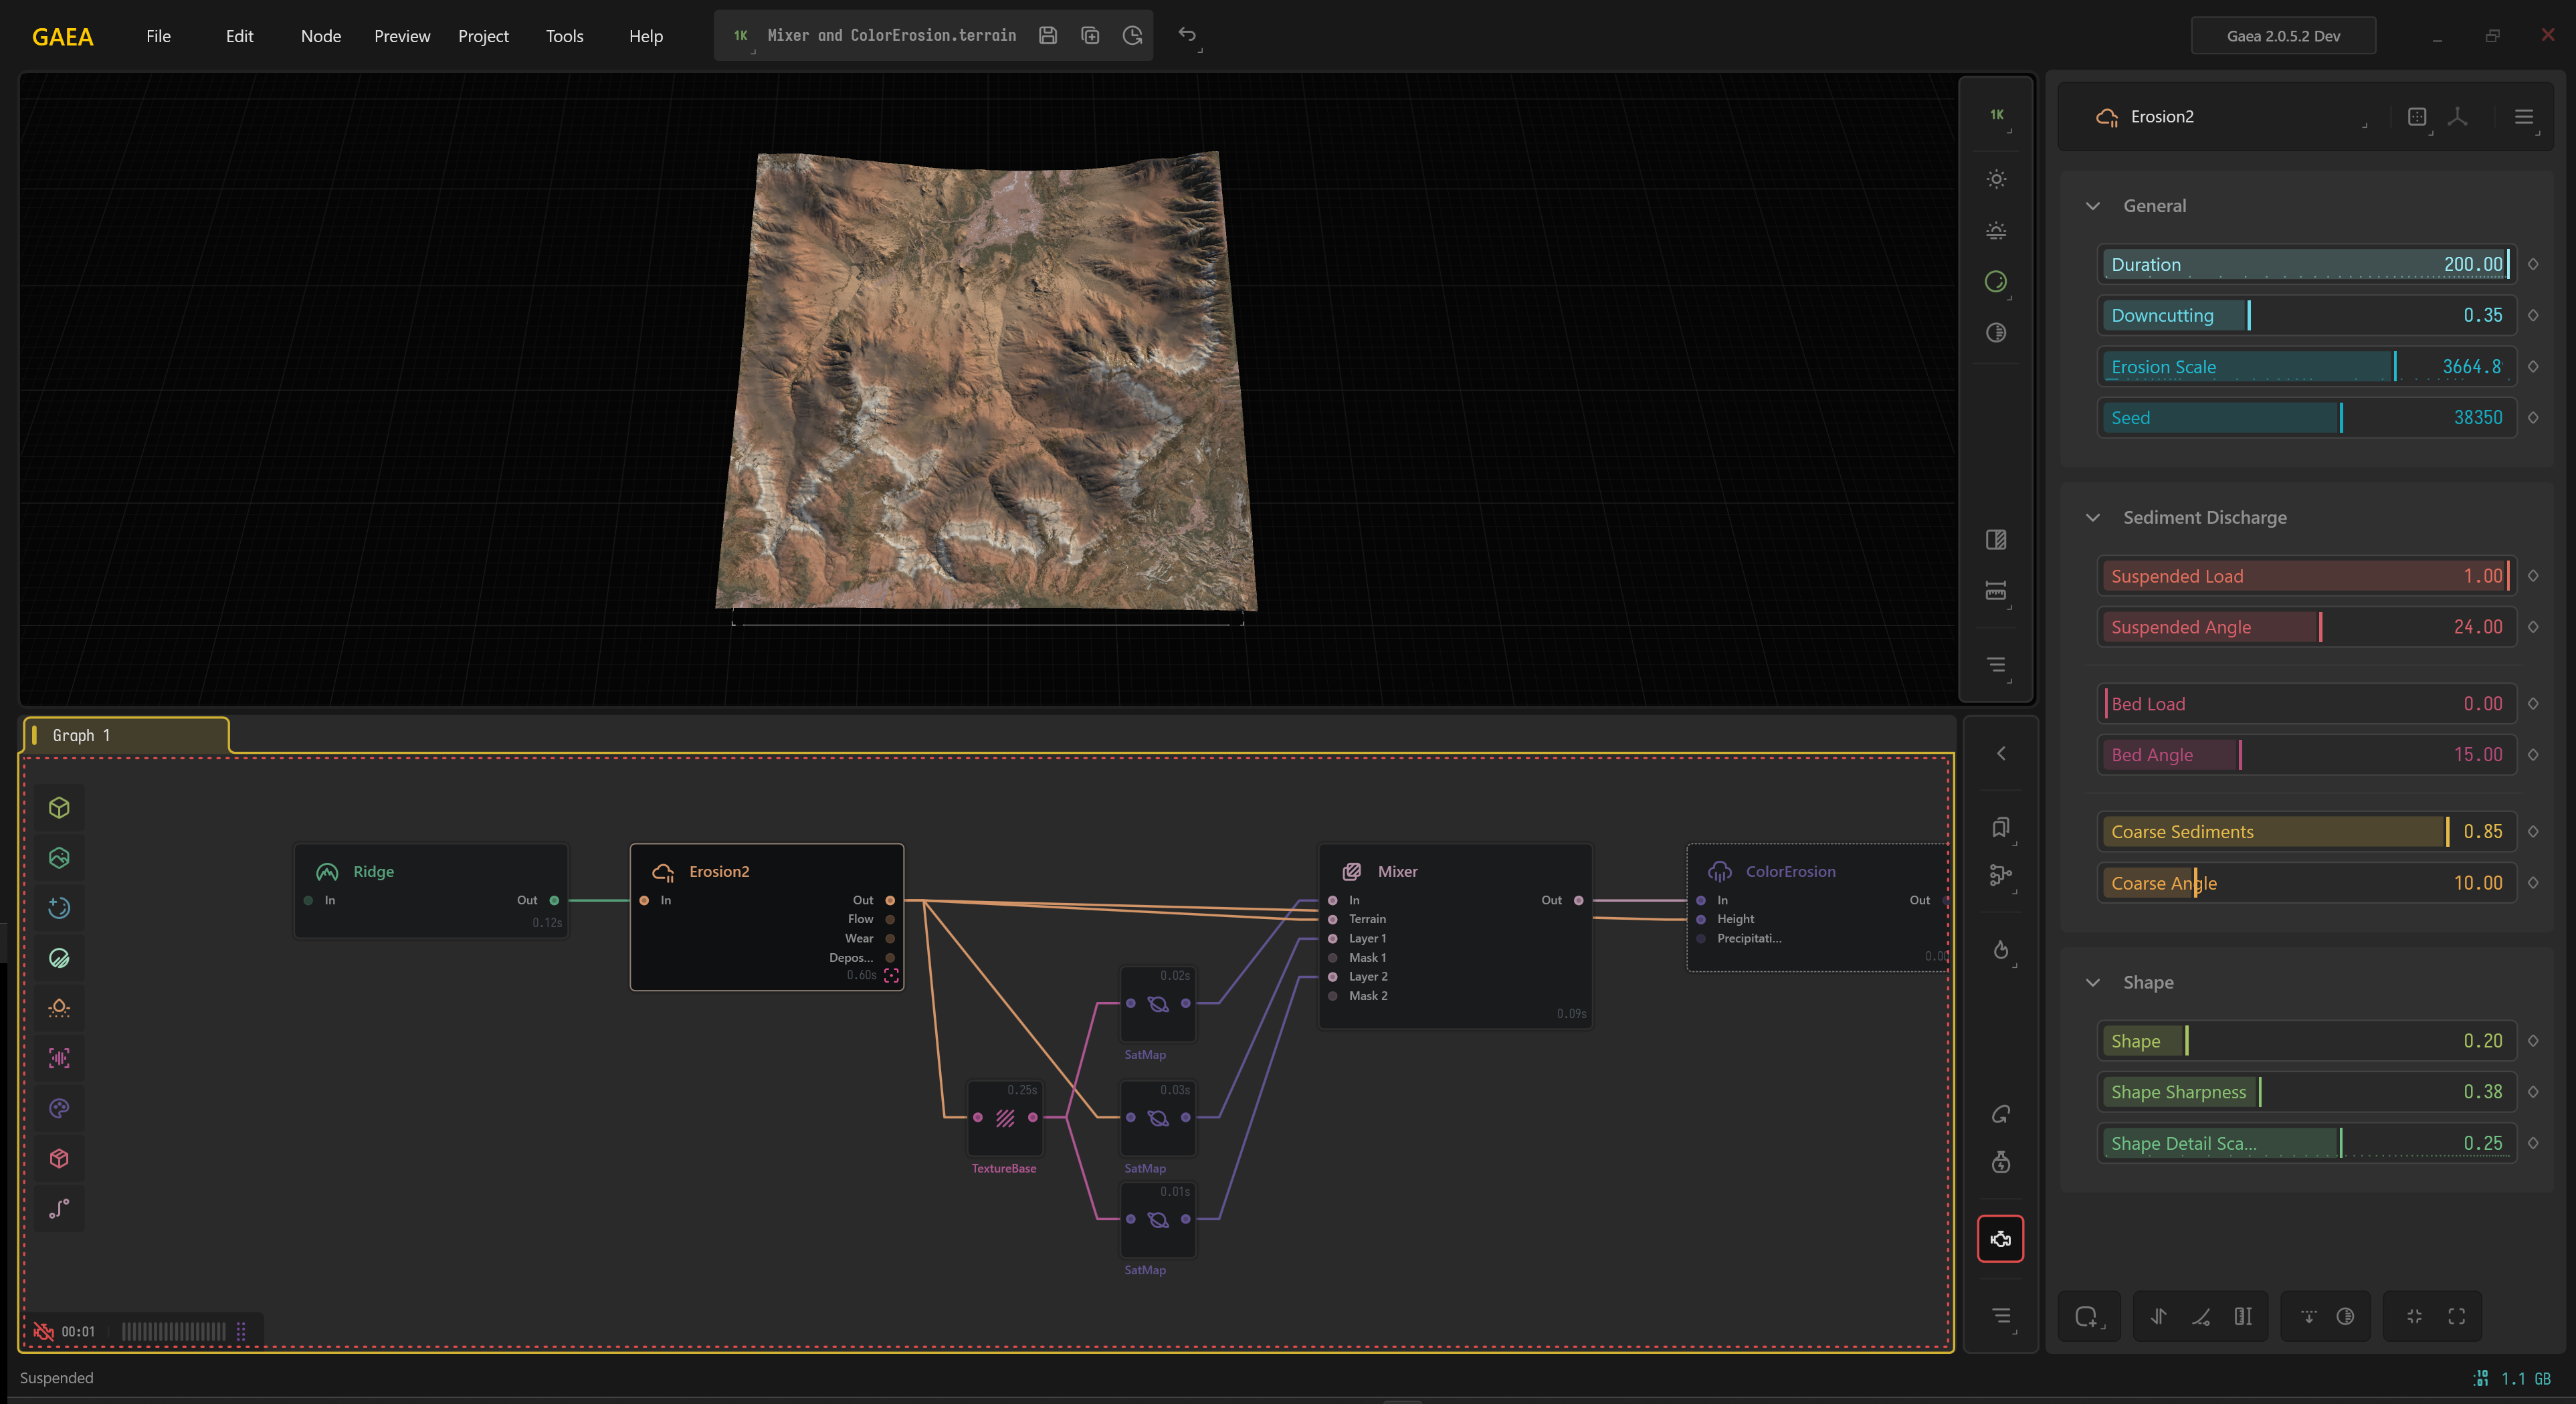 GAEA
File
Edit
Node
Preview
Project
Tools
Help
1K
Mixer and ColorErosion.terrain
Gaea 2.0.5.2 Dev
1K
Erosion2
General
Duration 200.00
Downcutting 0.35
Erosion Scale 3664.8
Seed 38350
Sediment Discharge
Suspended Load 1.00
Suspended Angle 24.00
Bed Load 0.00
Bed Angle 15.00
Coarse Sediments 0.85
Coarse Angle 10.00
Shape
Shape 0.20
Shape Sharpness 0.38
Shape Detail Sca... 0.25
Graph 1
Ridge
In Out
0.12s
Erosion2
In Out
Flow
Wear
Depos...
0.60s
Mixer
In Out
Terrain
Layer 1
Mask 1
Layer 2
Mask 2
0.09s
ColorErosion
In Out
Height
Precipitati...
0.00
0.02s
SatMap
0.25s
TextureBase
0.03s
SatMap
0.01s
SatMap
00:01
Suspended
1.1 GB